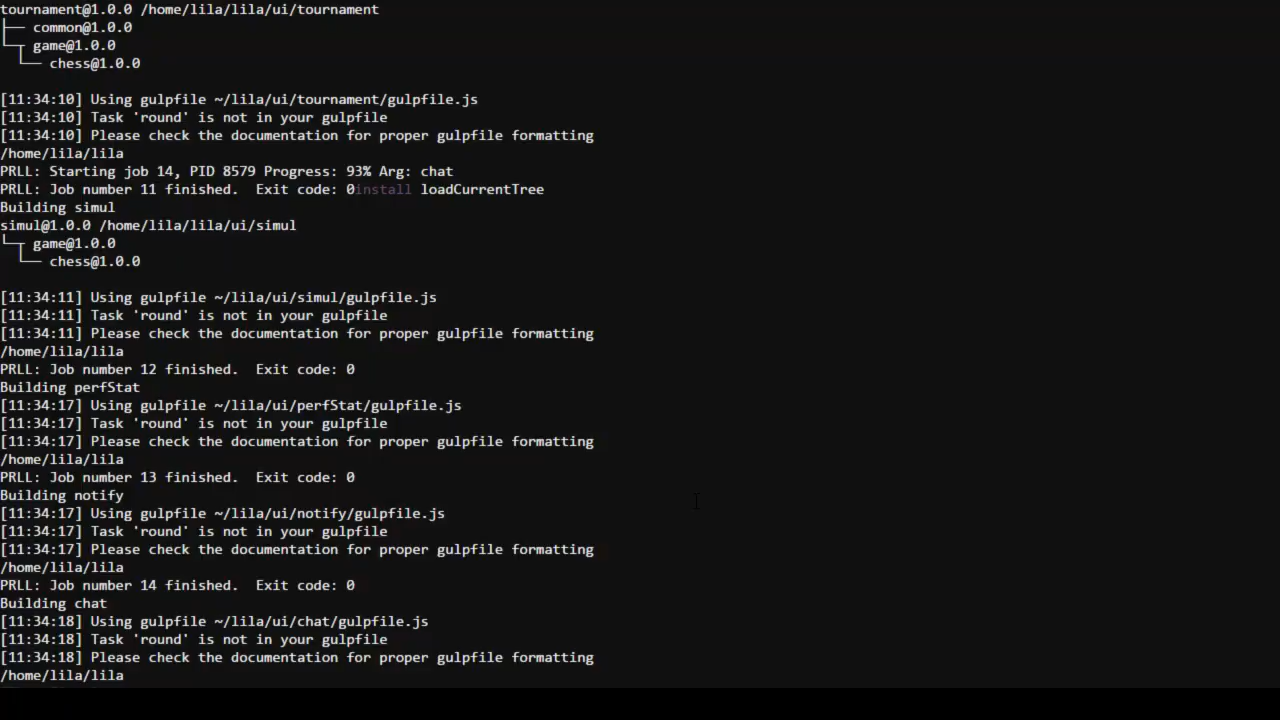 tournament@1.0.0 /home/lila/lila/ui/tournament
├── common@1.0.0
└─┬ game@1.0.0
  └── chess@1.0.0
[11:34:10] Using gulpfile ~/lila/ui/tournament/gulpfile.js
[11:34:10] Task 'round' is not in your gulpfile
[11:34:10] Please check the documentation for proper gulpfile formatting
/home/lila/lila
PRLL: Starting job 14, PID 8579 Progress: 93% Arg: chat
PRLL: Job number 11 finished.  Exit code: 0install loadCurrentTree
Building simul
simul@1.0.0 /home/lila/lila/ui/simul
└─┬ game@1.0.0
  └── chess@1.0.0
[11:34:11] Using gulpfile ~/lila/ui/simul/gulpfile.js
[11:34:11] Task 'round' is not in your gulpfile
[11:34:11] Please check the documentation for proper gulpfile formatting
/home/lila/lila
PRLL: Job number 12 finished.  Exit code: 0
Building perfStat
[11:34:17] Using gulpfile ~/lila/ui/perfStat/gulpfile.js
[11:34:17] Task 'round' is not in your gulpfile
[11:34:17] Please check the documentation for proper gulpfile formatting
/home/lila/lila
PRLL: Job number 13 finished.  Exit code: 0
Building notify
[11:34:17] Using gulpfile ~/lila/ui/notify/gulpfile.js
[11:34:17] Task 'round' is not in your gulpfile
[11:34:17] Please check the documentation for proper gulpfile formatting
/home/lila/lila
PRLL: Job number 14 finished.  Exit code: 0
Building chat
[11:34:18] Using gulpfile ~/lila/ui/chat/gulpfile.js
[11:34:18] Task 'round' is not in your gulpfile
[11:34:18] Please check the documentation for proper gulpfile formatting
/home/lila/lila